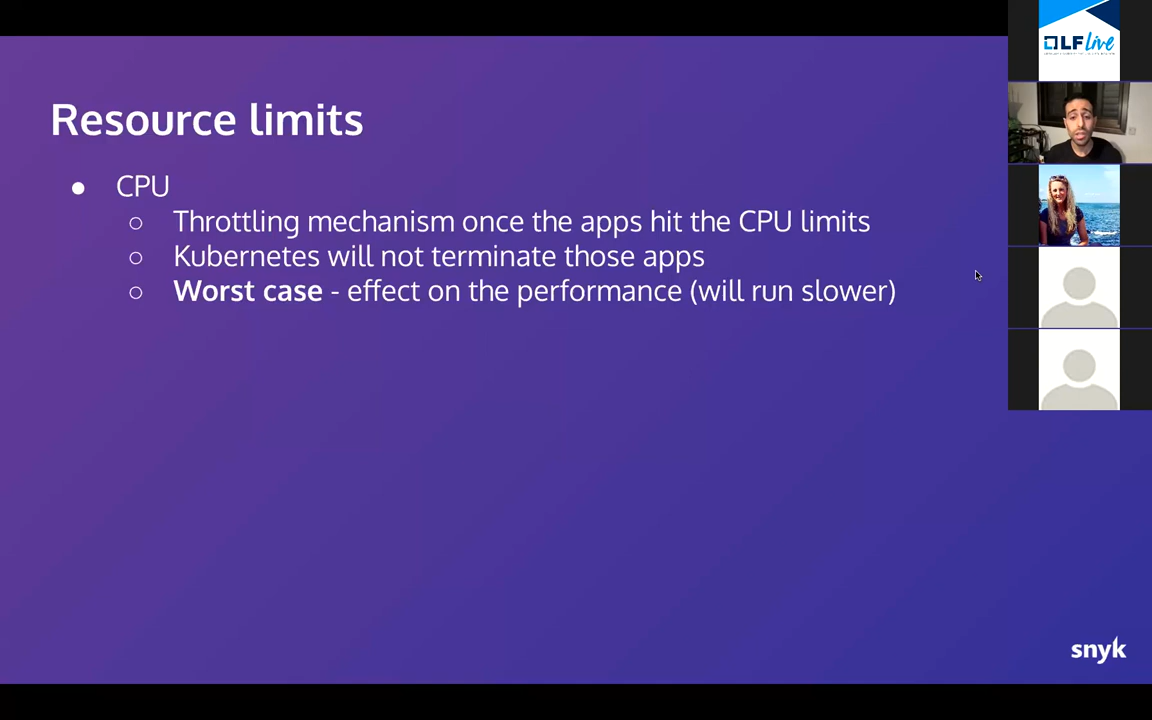 Resource limits
● CPU
○ Throttling mechanism once the apps hit the CPU limits
○ Kubernetes will not terminate those apps
○ Worst case - effect on the performance (will run slower)
snyk
LF Live